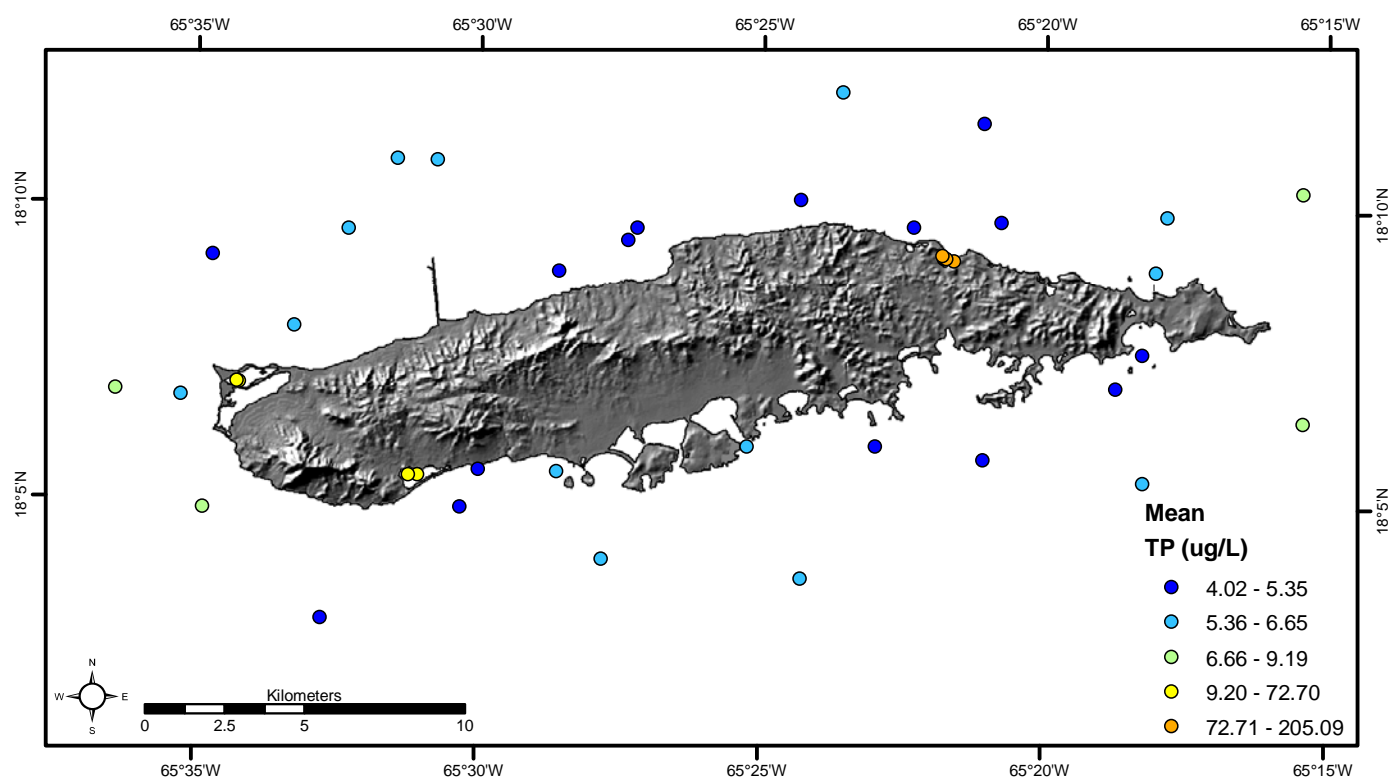 65°35'W 65°30'W 65°25'W 65°20'W 65°15'W
18°10'N
18°10'N
18°5'N
18°5'N
Mean
TP (ug/L)
4.02 - 5.35
5.36 - 6.65
6.66 - 9.19
9.20 - 72.70
72.71 - 205.09
N
W E
S
Kilometers
0 2.5 5 10
65°35'W 65°30'W 65°25'W 65°20'W 65°15'W